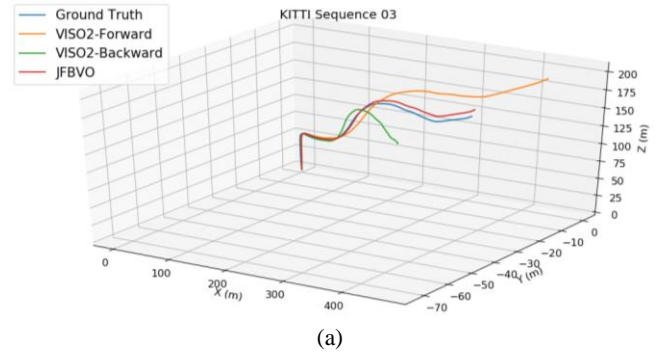 KITTI Sequence 03
Ground Truth
VISO2-Forward
VISO2-Backward
JFBVO
200
175
150
125
100
75
50
25
0
Z (m)
0
−10
−20
−30
−40
−50
−60
−70
Y (m)
0
100
200
300
400
X (m)
(a)